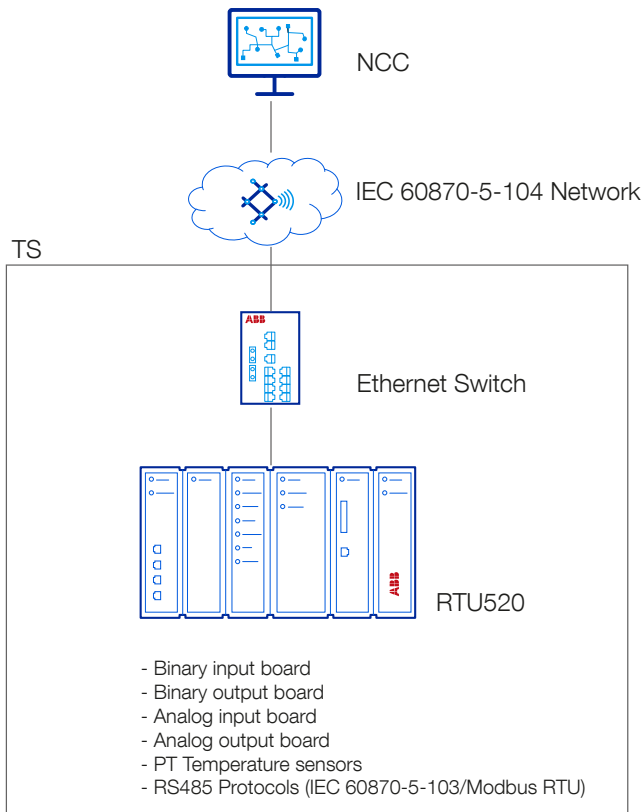 NCC
IEC 60870-5-104 Network
TS
ABB
Ethernet Switch
ABB
RTU520
- Binary input board
- Binary output board
- Analog input board
- Analog output board
- PT Temperature sensors
- RS485 Protocols (IEC 60870-5-103/Modbus RTU)